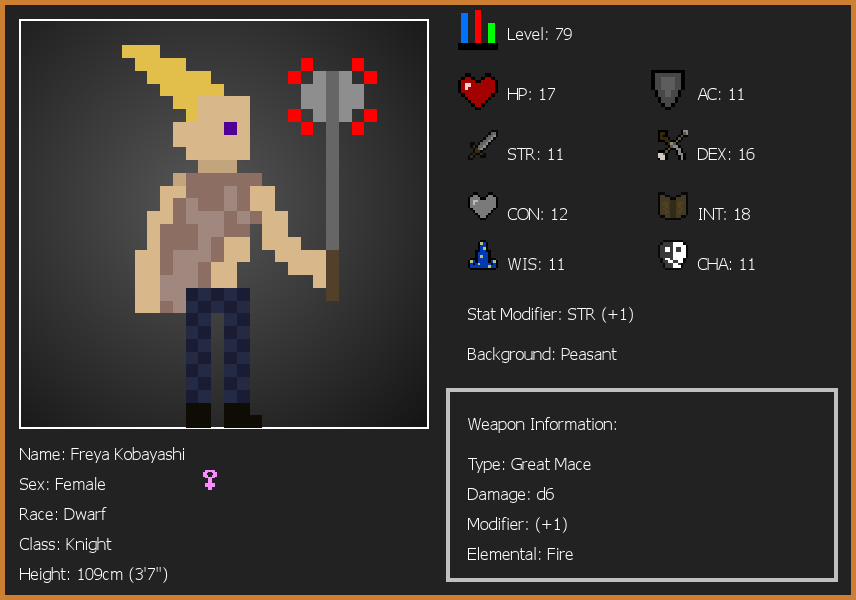 Level: 79
HP: 17
AC: 11
STR: 11
DEX: 16
CON: 12
INT: 18
WIS: 11
CHA: 11
Stat Modifier: STR (+1)
Background: Peasant
Weapon Information:
Type: Great Mace
Damage: d6
Modifier: (+1)
Elemental: Fire
Name: Freya Kobayashi
Sex: Female
Race: Dwarf
Class: Knight
Height: 109cm (3'7")